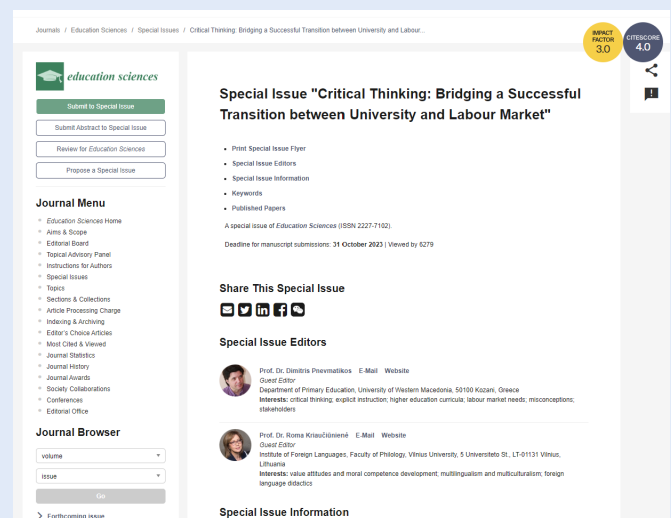 Journals / Education Sciences / Special Issues / Critical Thinking: Bridging a Successful Transition between University and Labour...
IMPACT
FACTOR
3.0
CITESCORE
4.0
education sciences
Submit to Special Issue
Submit Abstract to Special Issue
Review for Education Sciences
Propose a Special Issue
Journal Menu
Education Sciences Home
Aims & Scope
Editorial Board
Topical Advisory Panel
Instructions for Authors
Special Issues
Topics
Sections & Collections
Article Processing Charge
Indexing & Archiving
Editor's Choice Articles
Most Cited & Viewed
Journal Statistics
Journal History
Journal Awards
Society Collaborations
Conferences
Editorial Office
Journal Browser
volume
issue
Go
Forthcoming issue
Special Issue "Critical Thinking: Bridging a Successful
Transition between University and Labour Market"
Print Special Issue Flyer
Special Issue Editors
Special Issue Information
Keywords
Published Papers
A special issue of Education Sciences (ISSN 2227-7102).
Deadline for manuscript submissions: 31 October 2023 | Viewed by 6279
Share This Special Issue
Special Issue Editors
Prof. Dr. Dimitris Pnevmatikos E-Mail Website
Guest Editor
Department of Primary Education, University of Western Macedonia, 50100 Kozani, Greece
Interests: critical thinking; explicit instruction; higher education curricula; labour market needs; misconceptions;
stakeholders
Prof. Dr. Roma Kriaučiūnienė E-Mail Website
Guest Editor
Institute of Foreign Languages, Faculty of Philology, Vilnius University, 5 Universiteto St., LT-01131 Vilnius,
Lithuania
Interests: value attitudes and moral competence development; multilingualism and multiculturalism; foreign
language didactics
Special Issue Information